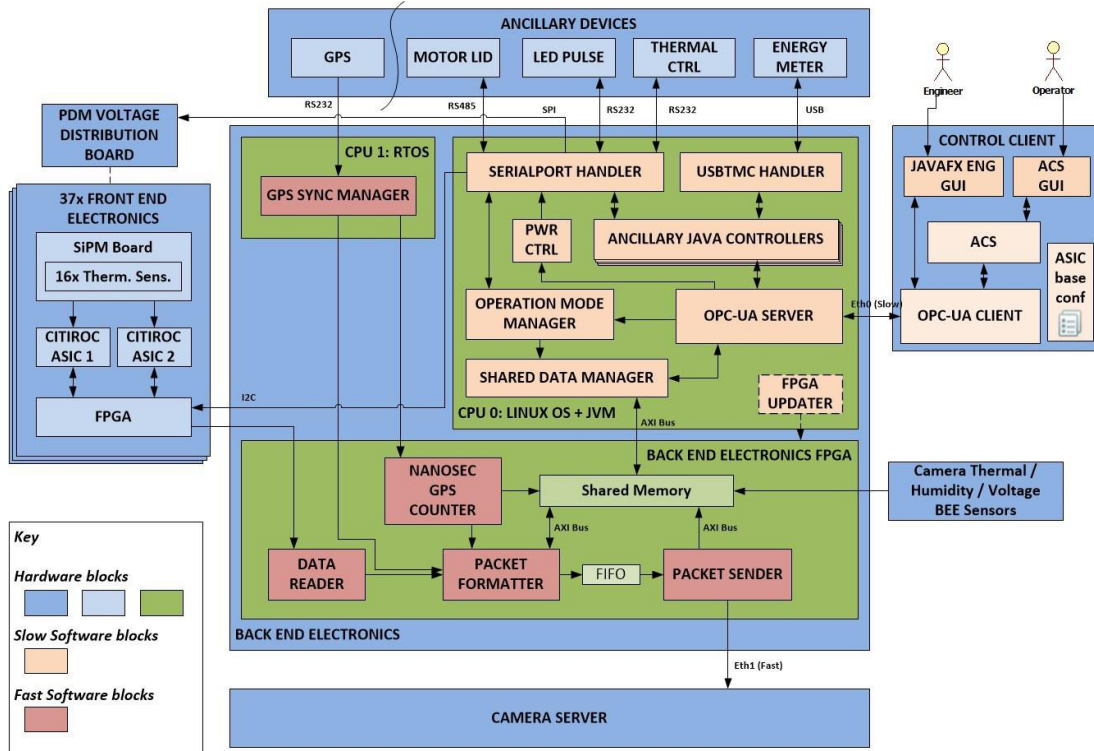 ANCILLARY DEVICES
GPS
MOTOR LID
LED PULSE
THERMAL
CTRL
ENERGY
METER
RS232
RS485
SPI
RS232
RS232
USB
Engineer
Operator
PDM VOLTAGE
DISTRIBUTION
BOARD
37x FRONT END
ELECTRONICS
SiPM Board
16x Therm. Sens.
CITIROC
ASIC 1
CITIROC
ASIC 2
FPGA
I2C
CPU 1: RTOS
GPS SYNC MANAGER
SERIALPORT HANDLER
USBTMC HANDLER
PWR
CTRL
ANCILLARY JAVA CONTROLLERS
OPERATION MODE
MANAGER
OPC-UA SERVER
SHARED DATA MANAGER
FPGA
UPDATER
CPU 0: LINUX OS + JVM
AXI Bus
Eth0 (Slow)
CONTROL CLIENT
JAVAFX ENG
GUI
ACS
GUI
ACS
OPC-UA CLIENT
ASIC
base
conf
BACK END ELECTRONICS FPGA
NANOSEC
GPS
COUNTER
Shared Memory
AXI Bus
AXI Bus
DATA
READER
PACKET
FORMATTER
FIFO
PACKET SENDER
BACK END ELECTRONICS
Camera Thermal /
Humidity / Voltage
BEE Sensors
Eth1 (Fast)
CAMERA SERVER
Key
Hardware blocks
Slow Software blocks
Fast Software blocks